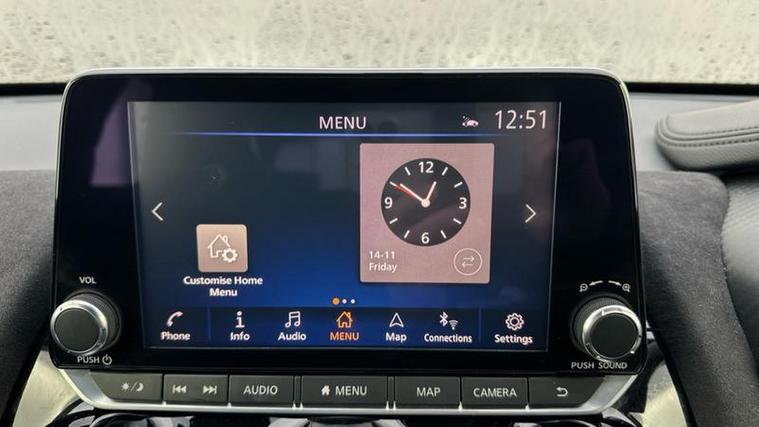 MENU
12:51
12
9
3
6
14-11
Friday
Customise Home
Menu
VOL
PUSH
Phone
Info
Audio
MENU
Map
Connections
Settings
PUSH SOUND
AUDIO
MENU
MAP
CAMERA